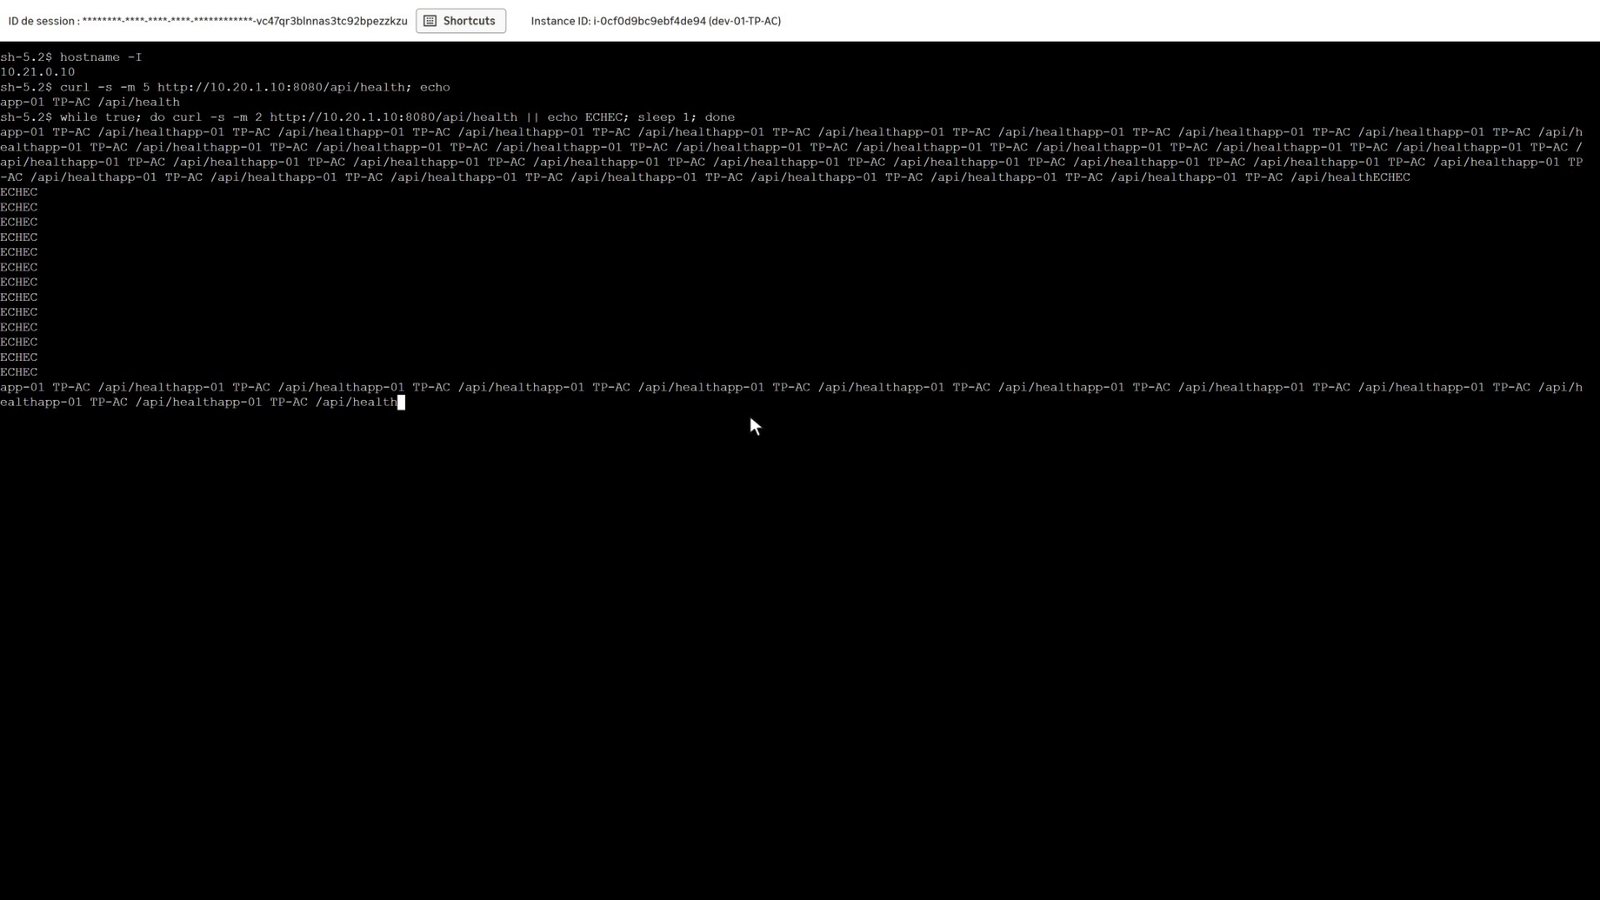 ID de session : ********-****-****-****-************-vc47qr3blnnas3tc92bpezzkzu Shortcuts Instance ID: i-0cf0d9bc9ebf4de94 (dev-01-TP-AC)
sh-5.2$ hostname -I
10.21.0.10
sh-5.2$ curl -s -m 5 http://10.20.1.10:8080/api/health; echo
app-01 TP-AC /api/health
sh-5.2$ while true; do curl -s -m 2 http://10.20.1.10:8080/api/health || echo ECHEC; sleep 1; done
app-01 TP-AC /api/healthapp-01 TP-AC /api/healthapp-01 TP-AC /api/healthapp-01 TP-AC /api/healthapp-01 TP-AC /api/healthapp-01 TP-AC /api/healthapp-01 TP-AC /api/healthapp-01 TP-AC /api/healthapp-01 TP-AC /api/h
ealthapp-01 TP-AC /api/healthapp-01 TP-AC /api/healthapp-01 TP-AC /api/healthapp-01 TP-AC /api/healthapp-01 TP-AC /api/healthapp-01 TP-AC /api/healthapp-01 TP-AC /api/healthapp-01 TP-AC /api/healthapp-01 TP-AC /
api/healthapp-01 TP-AC /api/healthapp-01 TP-AC /api/healthapp-01 TP-AC /api/healthapp-01 TP-AC /api/healthapp-01 TP-AC /api/healthapp-01 TP-AC /api/healthapp-01 TP-AC /api/healthapp-01 TP-AC /api/healthapp-01 TP
-AC /api/healthapp-01 TP-AC /api/healthapp-01 TP-AC /api/healthapp-01 TP-AC /api/healthapp-01 TP-AC /api/healthapp-01 TP-AC /api/healthapp-01 TP-AC /api/healthapp-01 TP-AC /api/healthECHEC
ECHEC
ECHEC
ECHEC
ECHEC
ECHEC
ECHEC
ECHEC
ECHEC
ECHEC
ECHEC
ECHEC
ECHEC
ECHEC
app-01 TP-AC /api/healthapp-01 TP-AC /api/healthapp-01 TP-AC /api/healthapp-01 TP-AC /api/healthapp-01 TP-AC /api/healthapp-01 TP-AC /api/healthapp-01 TP-AC /api/healthapp-01 TP-AC /api/healthapp-01 TP-AC /api/h
ealthapp-01 TP-AC /api/healthapp-01 TP-AC /api/health